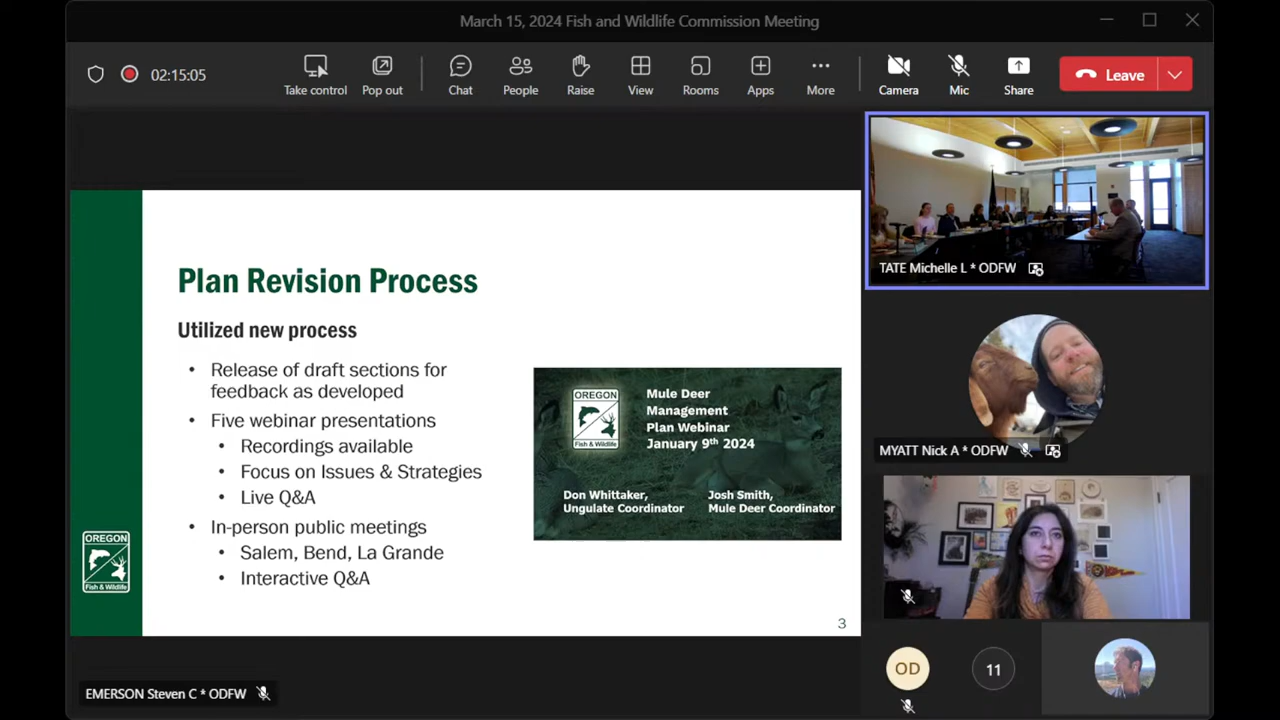 March 15, 2024 Fish and Wildlife Commission Meeting
02:15:05
Take control
Pop out
Chat
People
Raise
View
Rooms
Apps
More
Camera
Mic
Share
Leave
Plan Revision Process
Utilized new process
• Release of draft sections for
feedback as developed
• Five webinar presentations
• Recordings available
• Focus on Issues & Strategies
• Live Q&A
• In-person public meetings
• Salem, Bend, La Grande
• Interactive Q&A
OREGON
Fish & Wildlife
Mule Deer
Management
Plan Webinar
January 9th 2024
Don Whittaker,
Ungulate Coordinator
Josh Smith,
Mule Deer Coordinator
OREGON
Fish & Wildlife
3
EMERSON Steven C * ODFW
TATE Michelle L * ODFW
MYATT Nick A * ODFW
OD
11